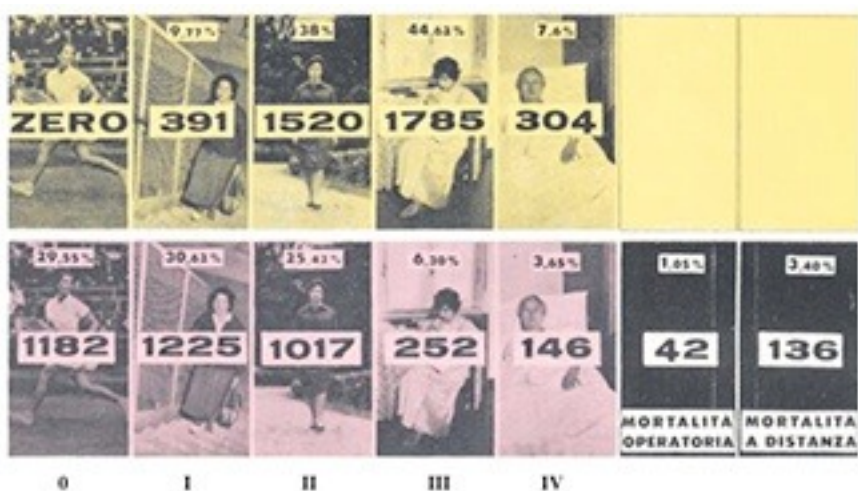 9,77% 38% 44,63% 7,6%
ZERO 391 1520 1785 304
29,55% 30,63% 25,43% 6,30% 3,65% 1,05% 3,40%
1182 1225 1017 252 146 42 136
MORTALITA MORTALITA
OPERATORIA A DISTANZA
0 I II III IV